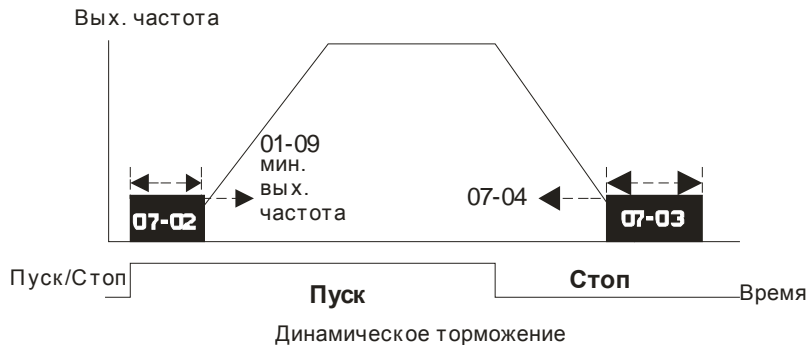 Вых. частота
01-09
мин.
вых.
частота
07-02
07-04
07-03
Пуск/Стоп
Пуск
Стоп
Время
Динамическое торможение